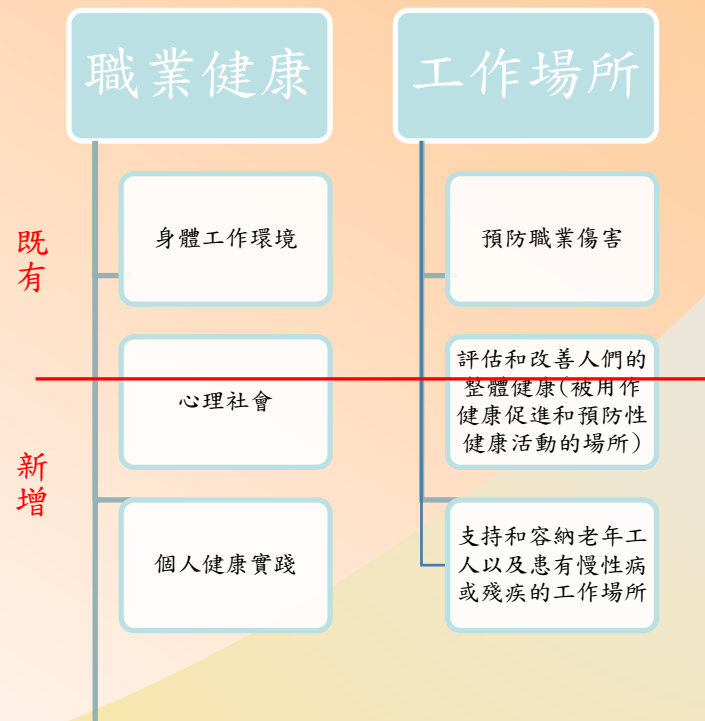 職業健康
工作場所
既
有
身體工作環境
預防職業傷害
心理社會
評估和改善人們的
整體健康(被用作
健康促進和預防性
健康活動的場所)
新
增
個人健康實踐
支持和容納老年工
人以及患有慢性病
或殘疾的工作場所